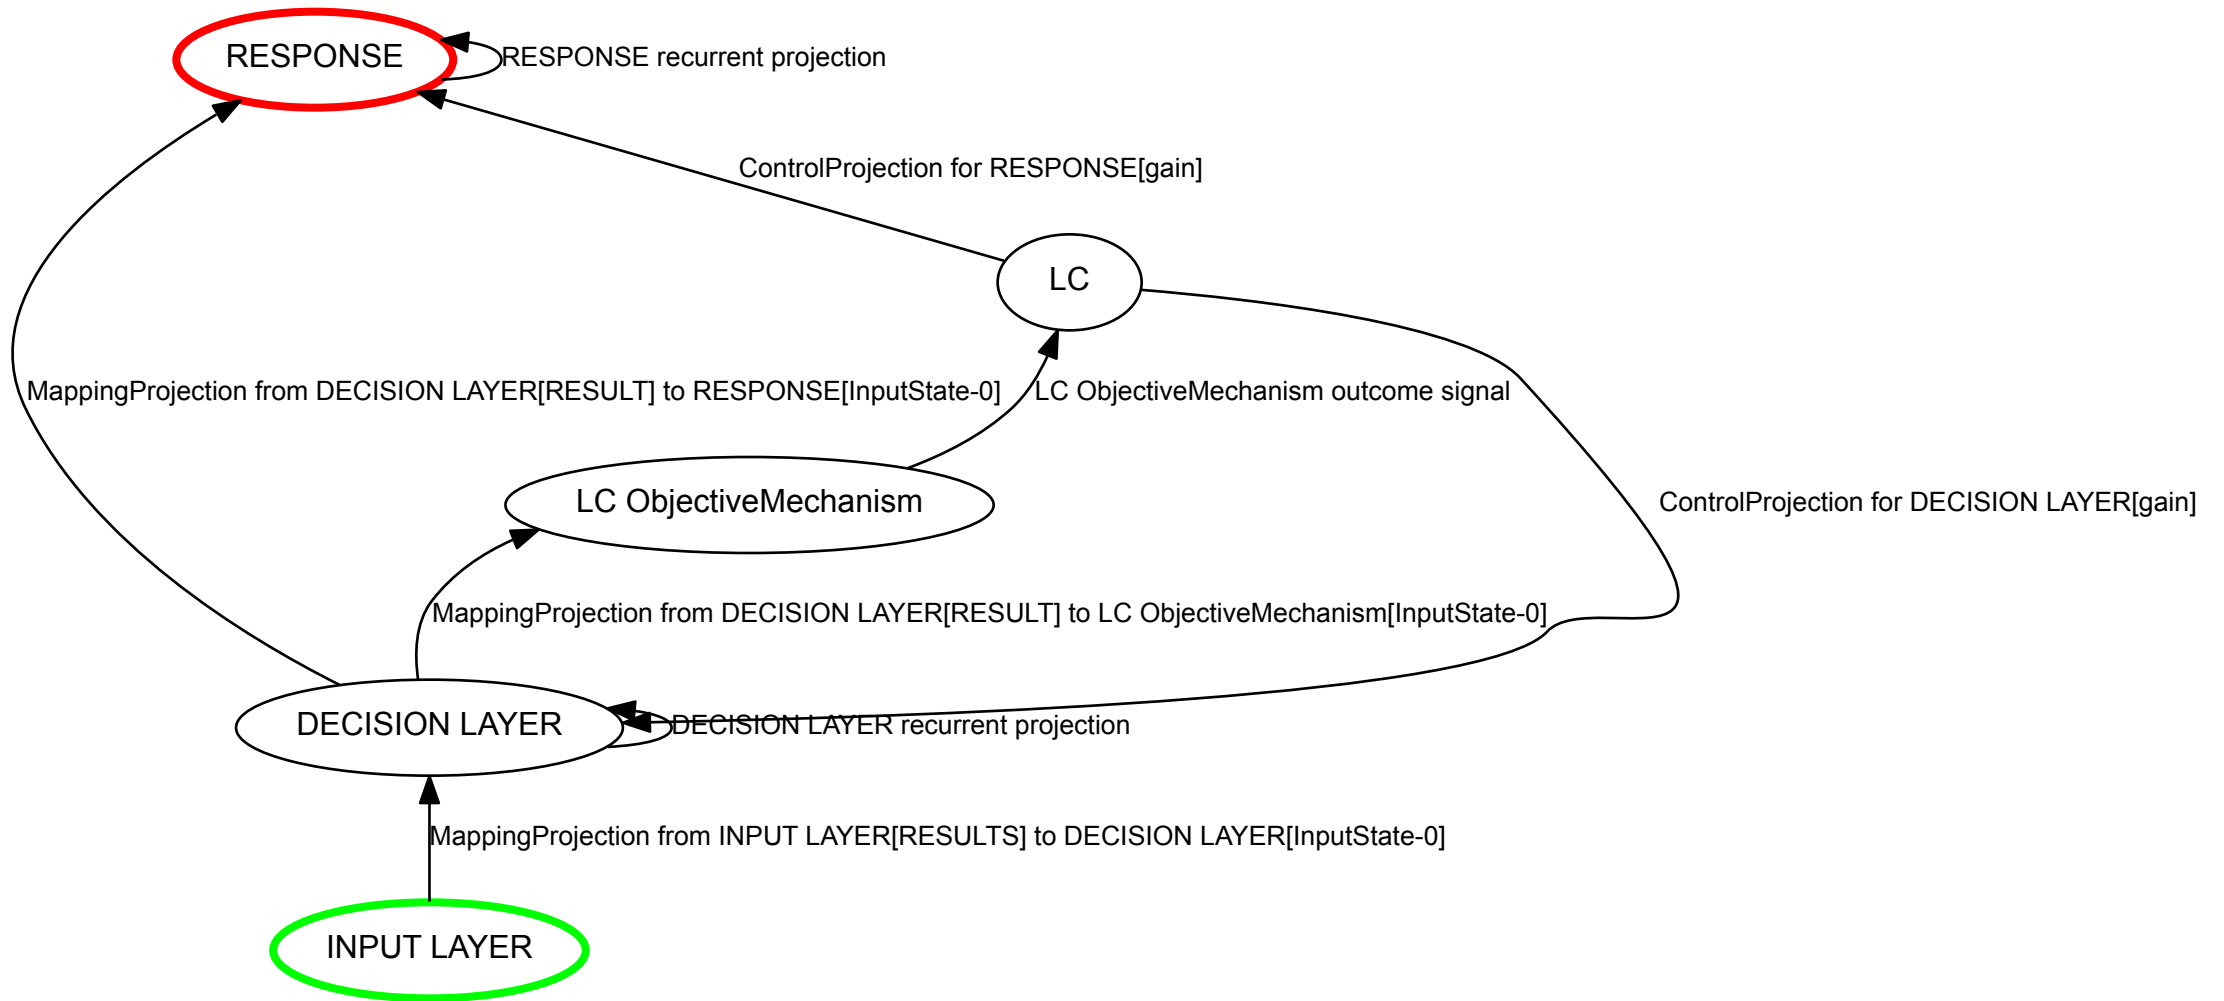 RESPONSE
RESPONSE recurrent projection
ControlProjection for RESPONSE[gain]
LC
MappingProjection from DECISION LAYER[RESULT] to RESPONSE[InputState-0]
LC ObjectiveMechanism outcome signal
LC ObjectiveMechanism
ControlProjection for DECISION LAYER[gain]
MappingProjection from DECISION LAYER[RESULT] to LC ObjectiveMechanism[InputState-0]
DECISION LAYER
DECISION LAYER recurrent projection
MappingProjection from INPUT LAYER[RESULTS] to DECISION LAYER[InputState-0]
INPUT LAYER